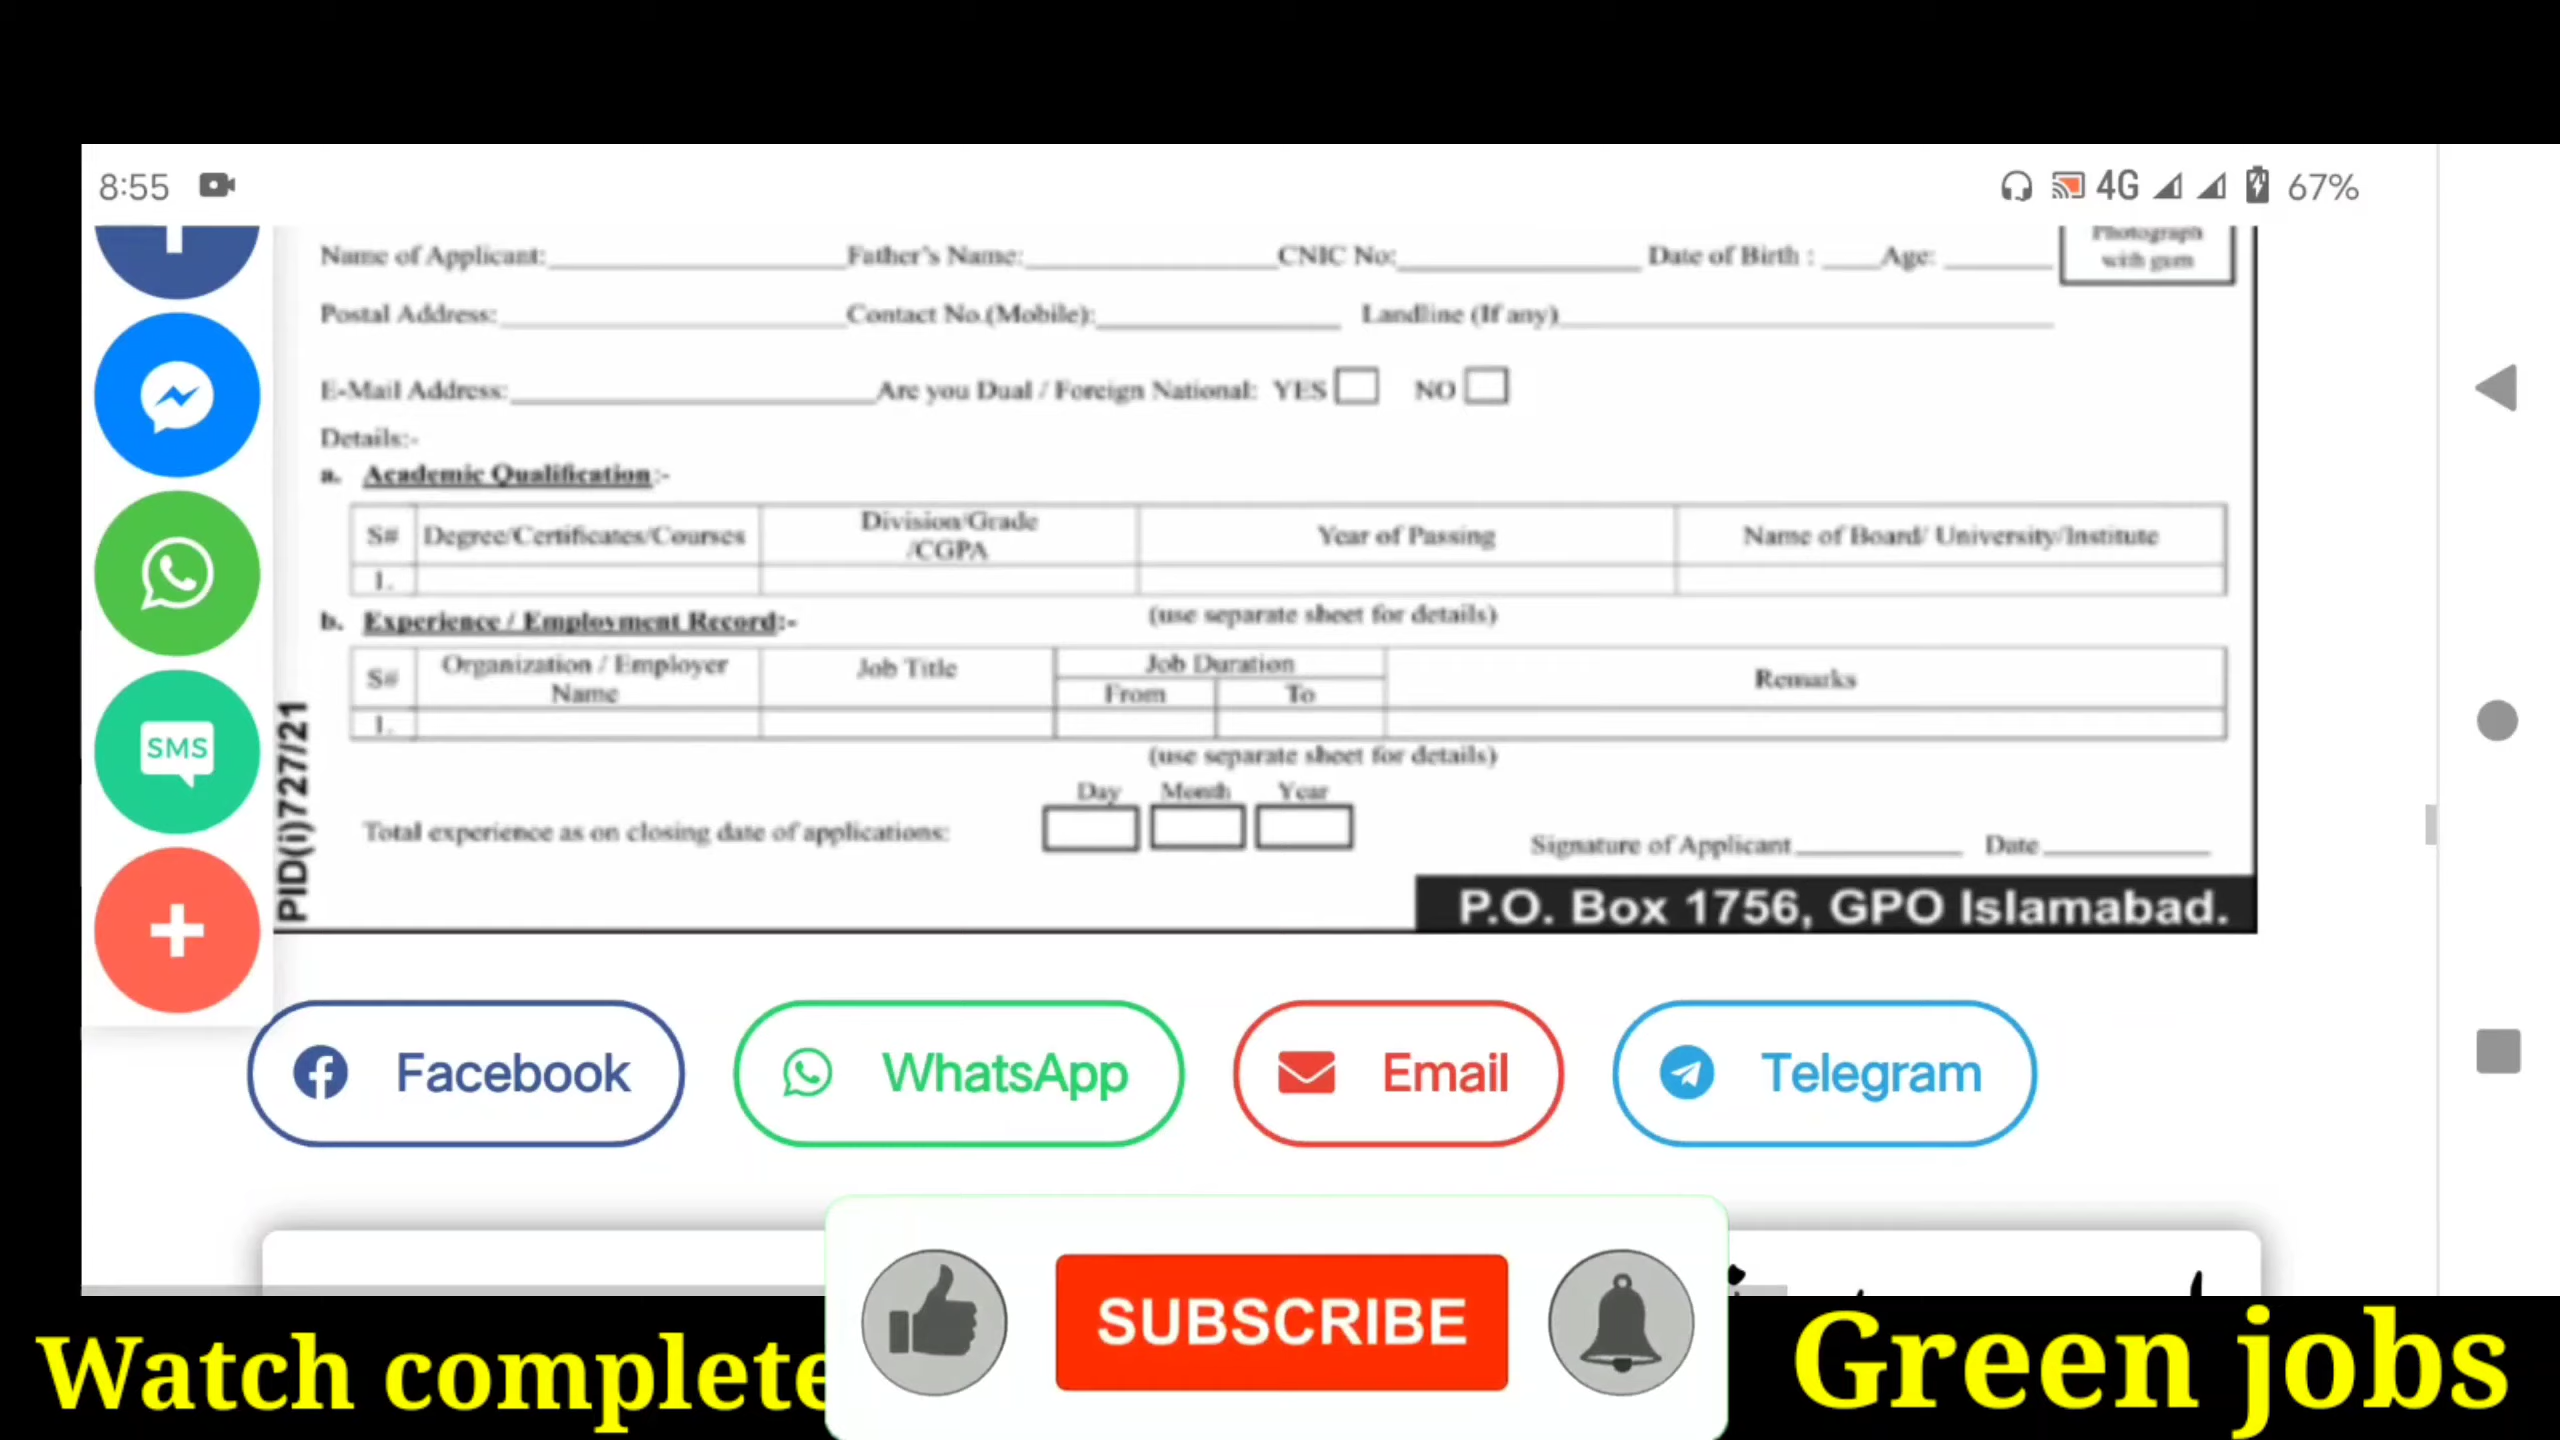 8:55
4G
67%
Photograph
with gum
Name of Applicant: Father's Name: CNIC No: Date of Birth : Age:
Postal Address: Contact No.(Mobile): Landline (If any)
E-Mail Address: Are you Dual / Foreign National: YES NO
Details:-
a. Academic Qualification:-
S# Degree/Certificates/Courses Division/Grade /CGPA Year of Passing Name of Board/ University/Institute
1.
(use separate sheet for details)
b. Experience / Employment Record:-
S# Organization / Employer Name Job Title Job Duration From To Remarks
1.
(use separate sheet for details)
Day Month Year
Total experience as on closing date of applications:
Signature of Applicant Date
PID(i)727/21
P.O. Box 1756, GPO Islamabad.
SMS
Facebook
WhatsApp
Email
Telegram
Watch complete
SUBSCRIBE
Green jobs